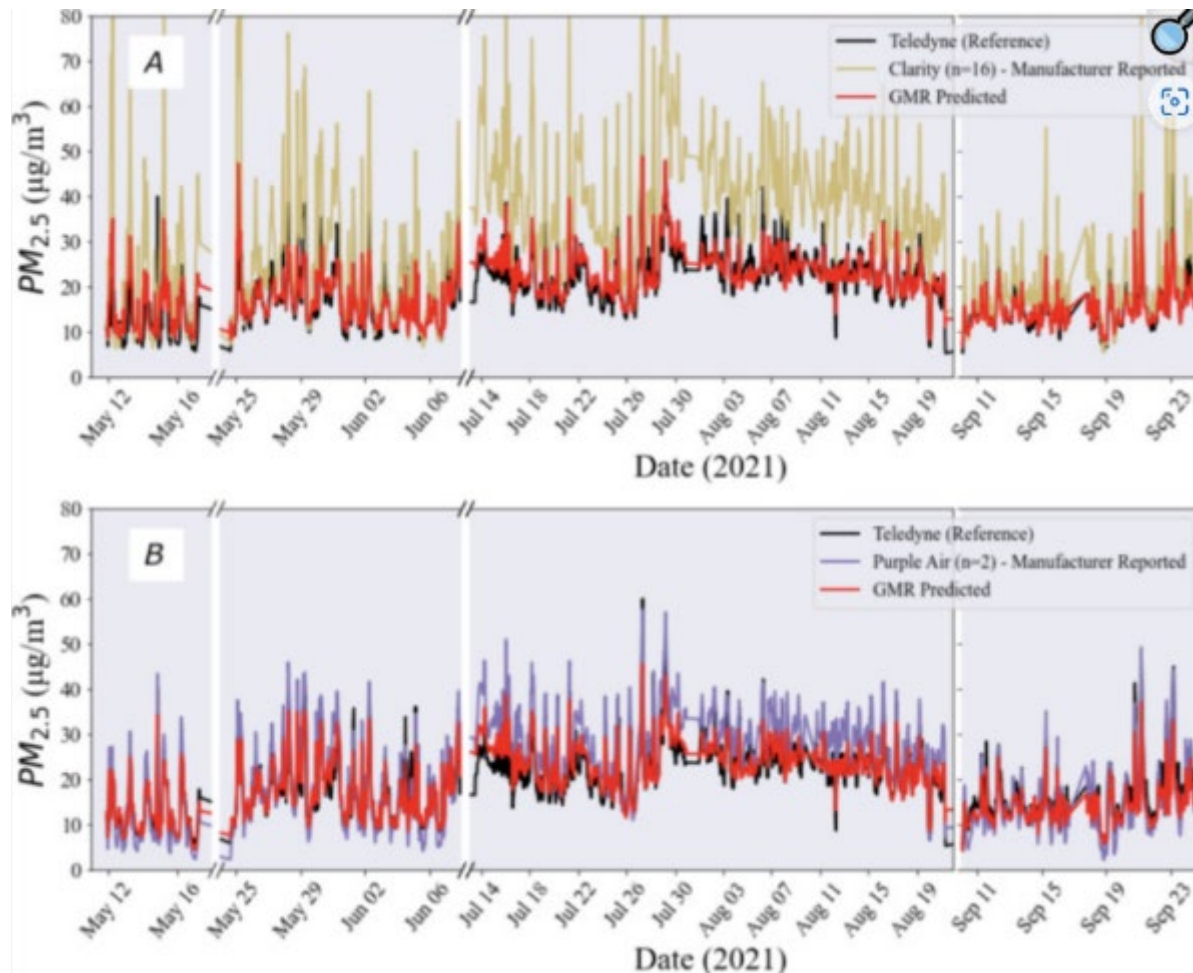 A
80
70
60
50
40
30
20
10
0
PM2.5 (μg/m³)
Teledyne (Reference)
Clarity (n=16) - Manufacturer Reported
GMR Predicted
May 12
May 16
May 25
May 29
Jun 02
Jun 06
Jul 14
Jul 18
Jul 22
Jul 26
Jul 30
Aug 03
Aug 07
Aug 11
Aug 15
Aug 19
Sep 11
Sep 15
Sep 19
Sep 23
Date (2021)
B
80
70
60
50
40
30
20
10
0
PM2.5 (μg/m³)
Teledyne (Reference)
Purple Air (n=2) - Manufacturer Reported
GMR Predicted
May 12
May 16
May 25
May 29
Jun 02
Jun 06
Jul 14
Jul 18
Jul 22
Jul 26
Jul 30
Aug 03
Aug 07
Aug 11
Aug 15
Aug 19
Sep 11
Sep 15
Sep 19
Sep 23
Date (2021)